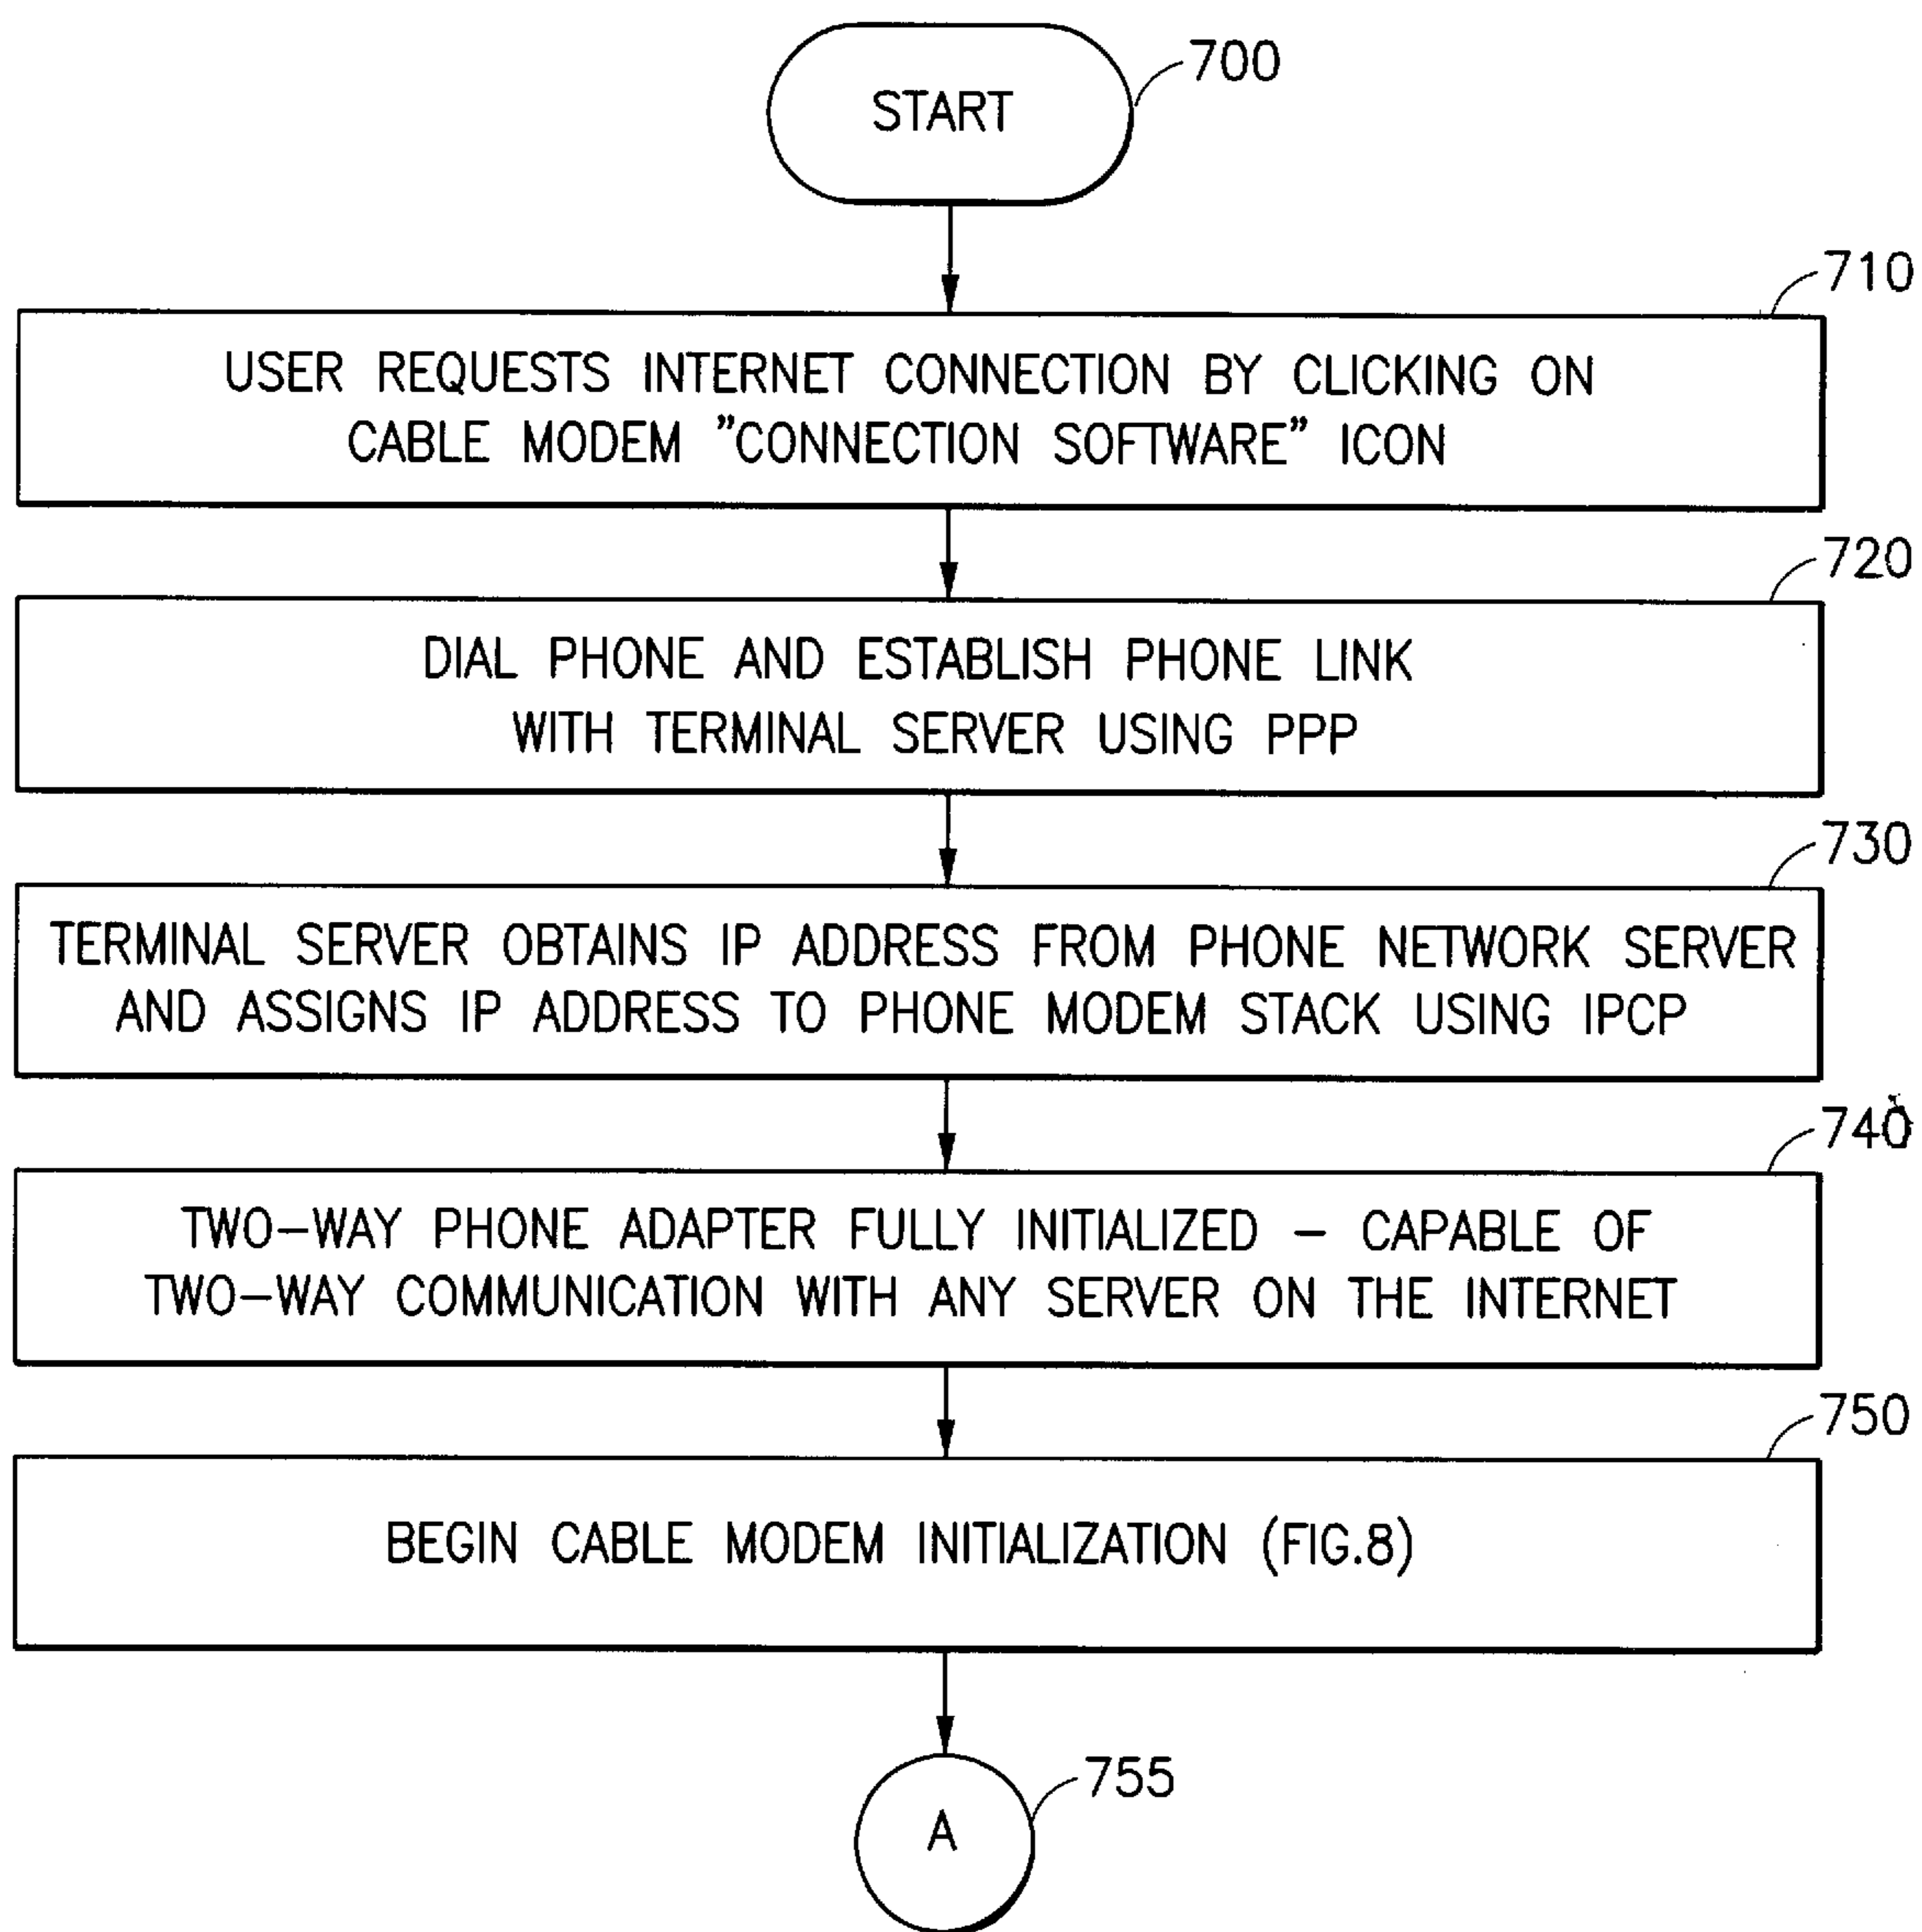 START
700
710
USER REQUESTS INTERNET CONNECTION BY CLICKING ON
CABLE MODEM "CONNECTION SOFTWARE" ICON
720
DIAL PHONE AND ESTABLISH PHONE LINK
WITH TERMINAL SERVER USING PPP
730
TERMINAL SERVER OBTAINS IP ADDRESS FROM PHONE NETWORK SERVER
AND ASSIGNS IP ADDRESS TO PHONE MODEM STACK USING IPCP
740
TWO-WAY PHONE ADAPTER FULLY INITIALIZED - CAPABLE OF
TWO-WAY COMMUNICATION WITH ANY SERVER ON THE INTERNET
750
BEGIN CABLE MODEM INITIALIZATION (FIG.8)
755
A